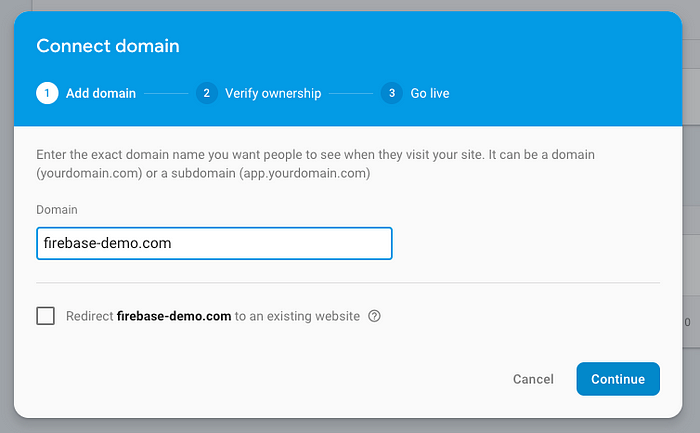 Connect domain
1 Add domain 2 Verify ownership 3 Go live
Enter the exact domain name you want people to see when they visit your site. It can be a domain
(yourdomain.com) or a subdomain (app.yourdomain.com)
Domain
firebase-demo.com
Redirect firebase-demo.com to an existing website ?
0
Cancel Continue